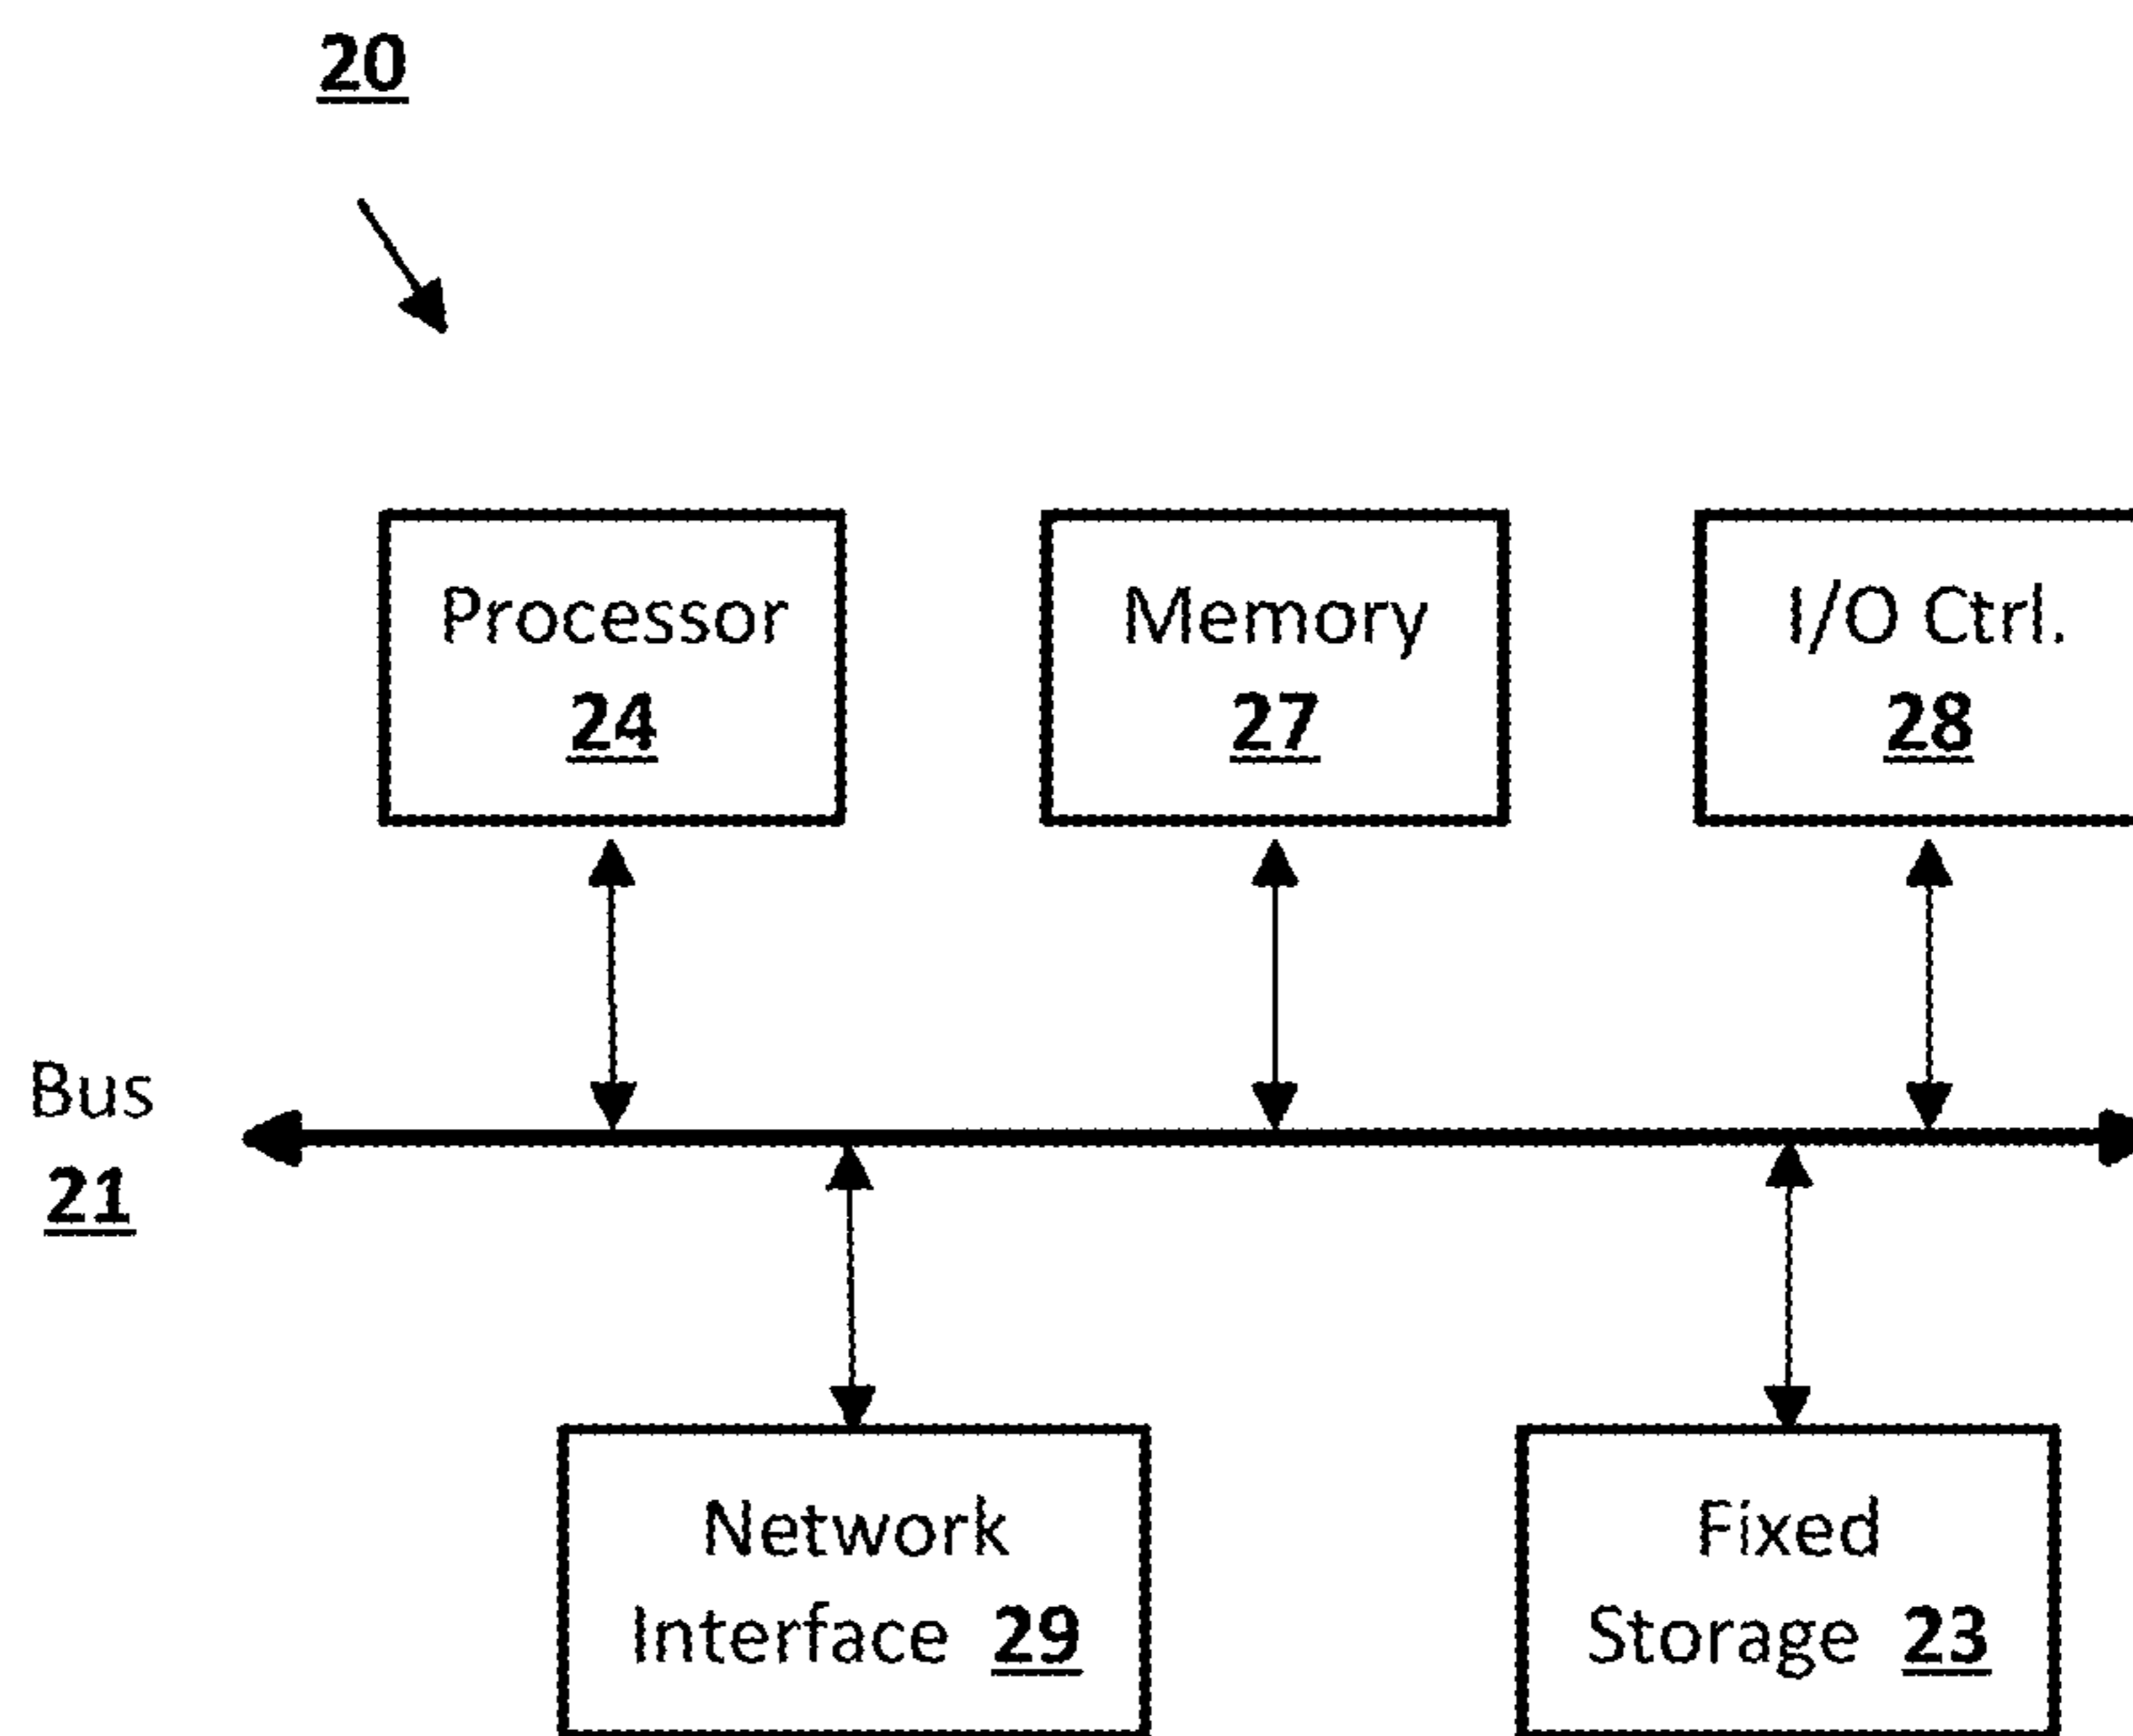 20
Processor
24
Memory
27
I/O Ctrl.
28
Bus
21
Network
Interface 29
Fixed
Storage 23